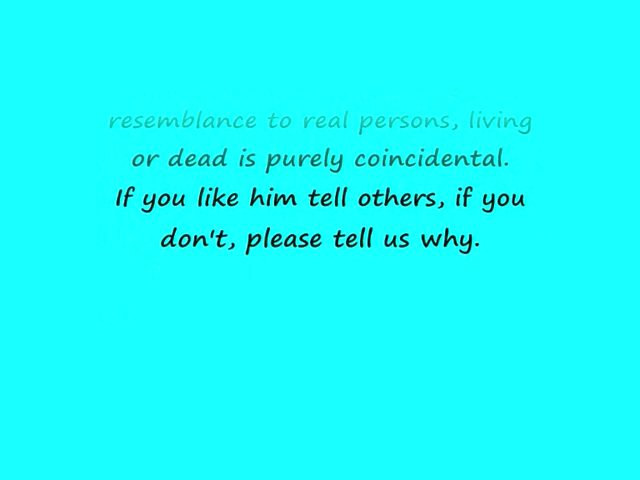 resemblance to real persons, living
or dead is purely coincidental.
If you like him tell others, if you
don't, please tell us why.